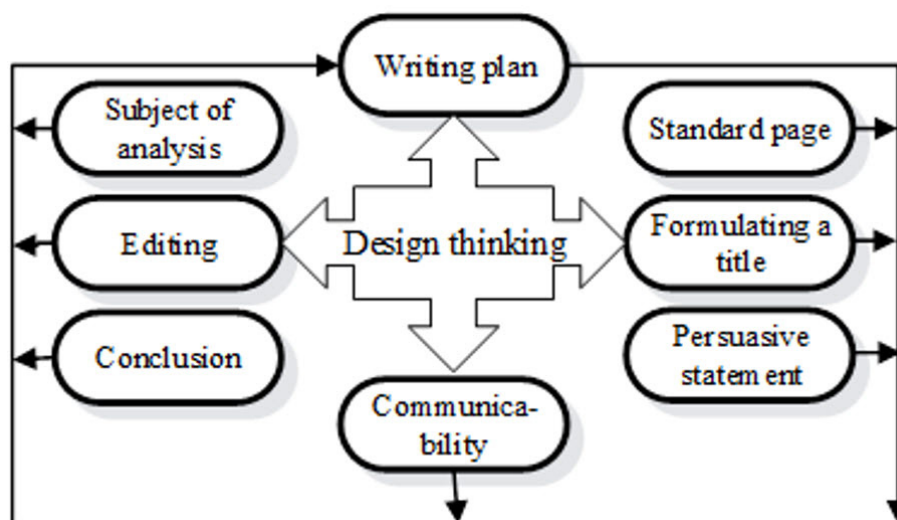 Writing plan
Subject of
analysis
Standard page
Editing
Design thinking
Formulating a
title
Conclusion
Persuasive
statement
Communica-
bility